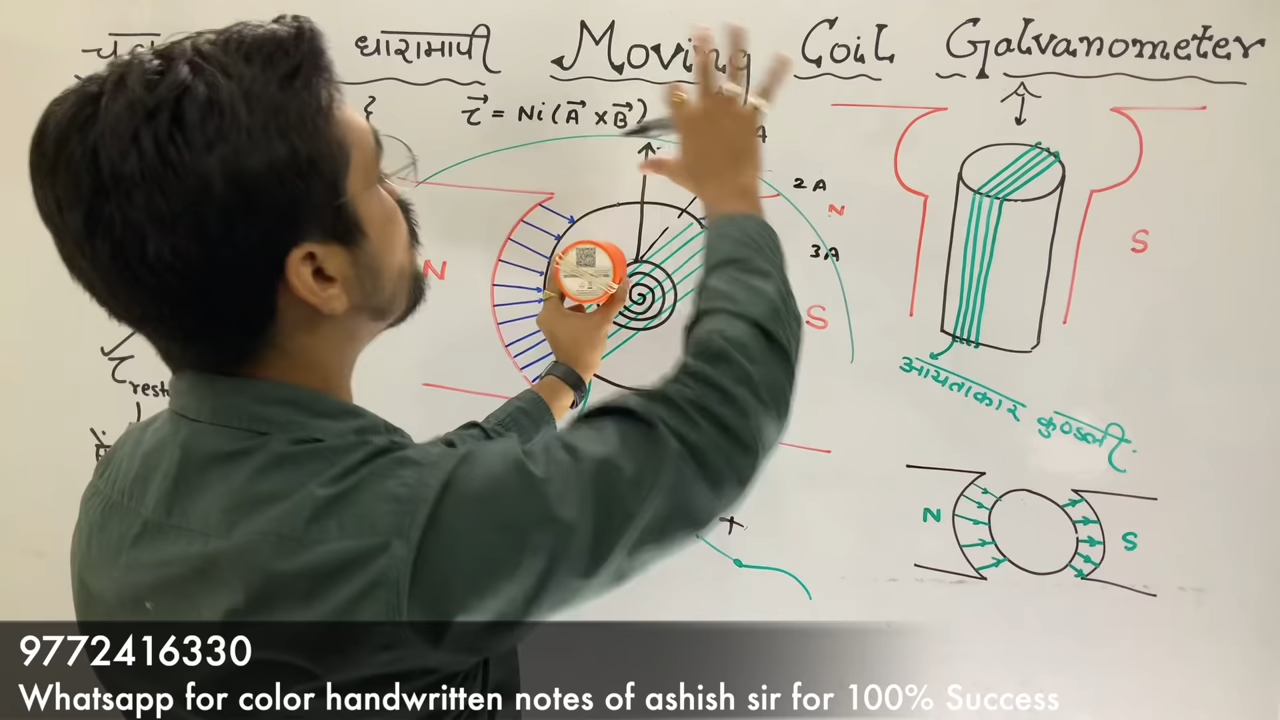 धारामापी Moving Coil Galvanometer
τ⃗ = Ni(A⃗ × B⃗)
A
2A
N
3A
N
S
S
τ
आयताकार कुण्डली
N
S
+
9772416330
Whatsapp for color handwritten notes of ashish sir for 100% Success